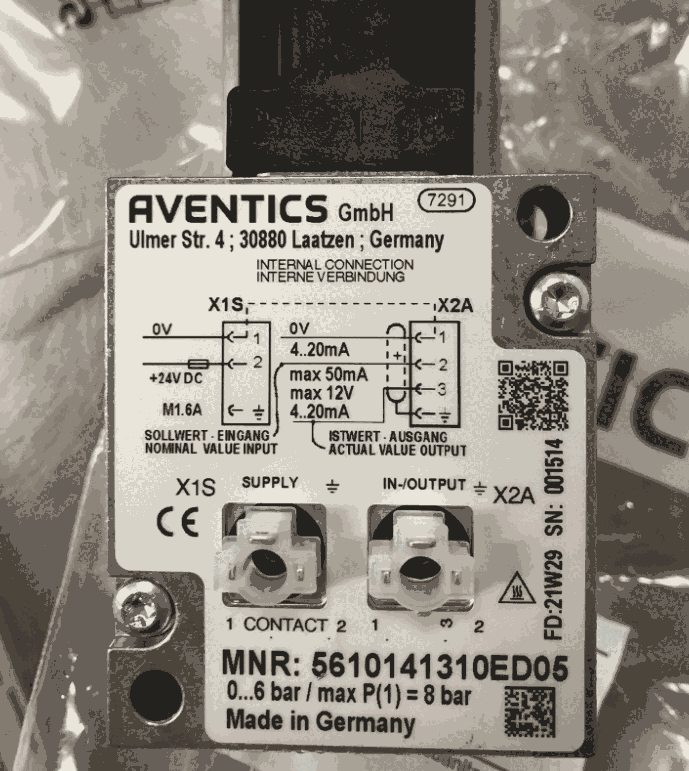 AVENTICS GmbH 7291
Ulmer Str. 4 ; 30880 Laatzen ; Germany
INTERNAL CONNECTION
INTERNE VERBINDUNG
X1S X2A
0V 1 0V 1
4..20mA
2 2
+24V DC max 50mA
max 12V 3
M1.6A 4..20mA
SOLLWERT - EINGANG ISTWERT - AUSGANG
NOMINAL VALUE INPUT ACTUAL VALUE OUTPUT
X1S SUPPLY IN-/OUTPUT X2A
CE
1 CONTACT 2 1 3 2
FD:21W29 SN: 001514
MNR: 5610141310ED05
0...6 bar / max P(1) = 8 bar
Made in Germany
TIC